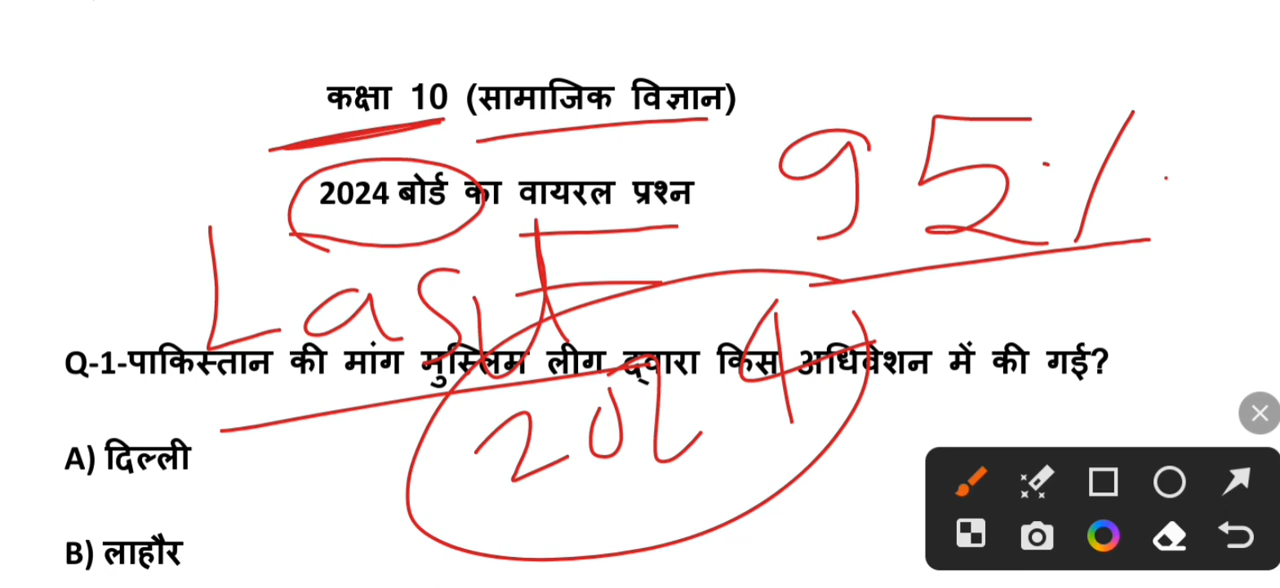 कक्षा 10 (सामाजिक विज्ञान)
95%
2024 बोर्ड का वायरल प्रश्न
Last
Q-1-पाकिस्तान की मांग मुस्लिम लीग द्वारा किस अधिवेशन में की गई?
2024
A) दिल्ली
B) लाहौर